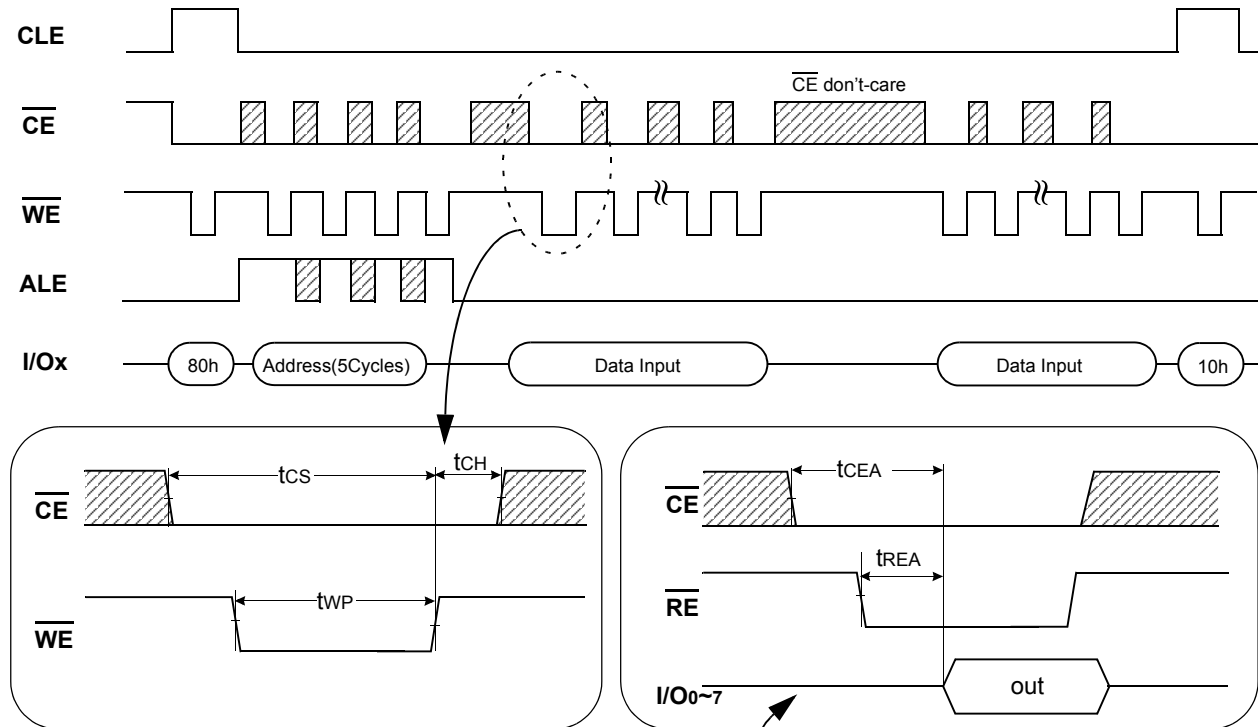 CLE
CE don't-care
CE
WE
ALE
I/Ox 80h Address(5Cycles) Data Input Data Input 10h
tCS tCH
CE
tWP
WE
tCEA
CE
tREA
RE
I/O0~7 out